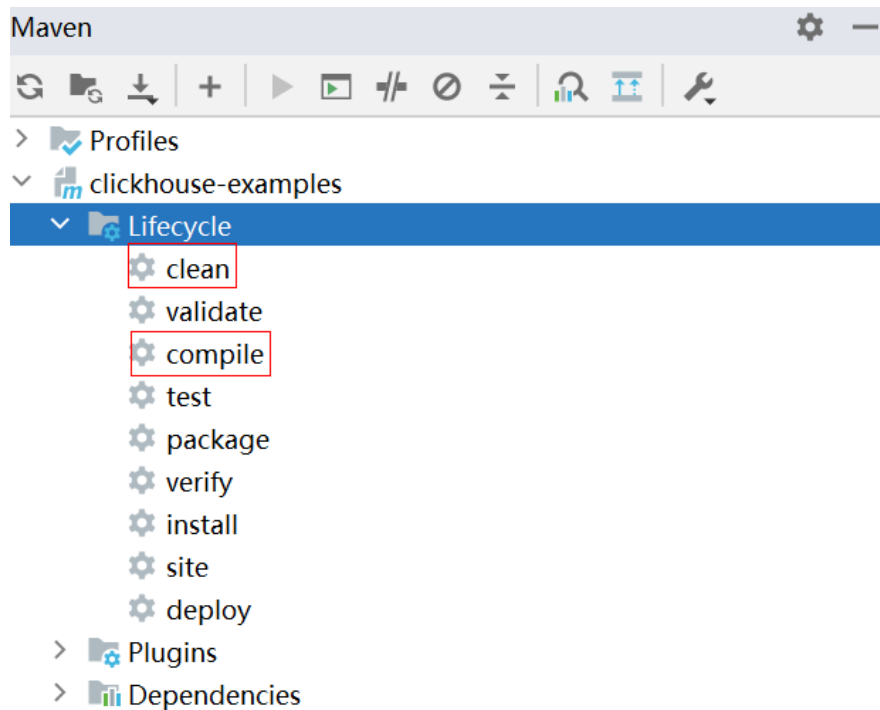 Maven
Profiles
clickhouse-examples
Lifecycle
clean
validate
compile
test
package
verify
install
site
deploy
Plugins
Dependencies